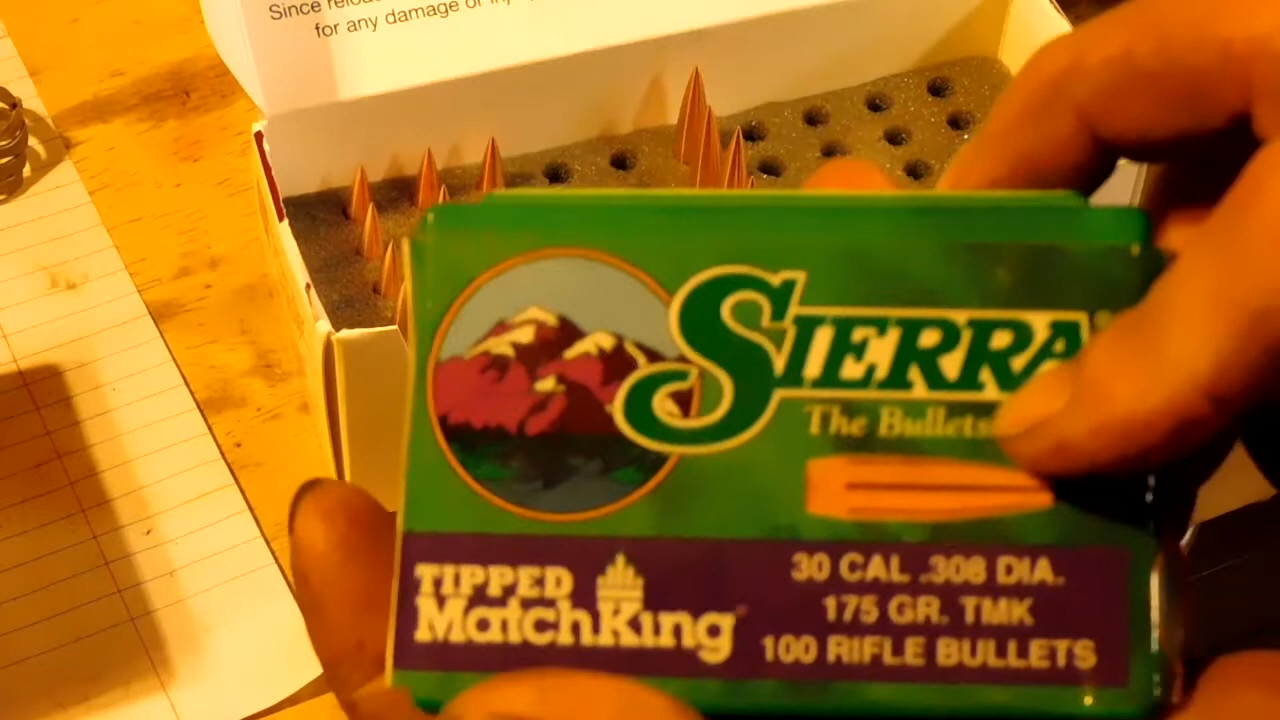 Since reloa
for any damage or inj
SIERRA
The Bullets
TIPPED
MatchKing
30 CAL .308 DIA.
175 GR. TMK
100 RIFLE BULLETS